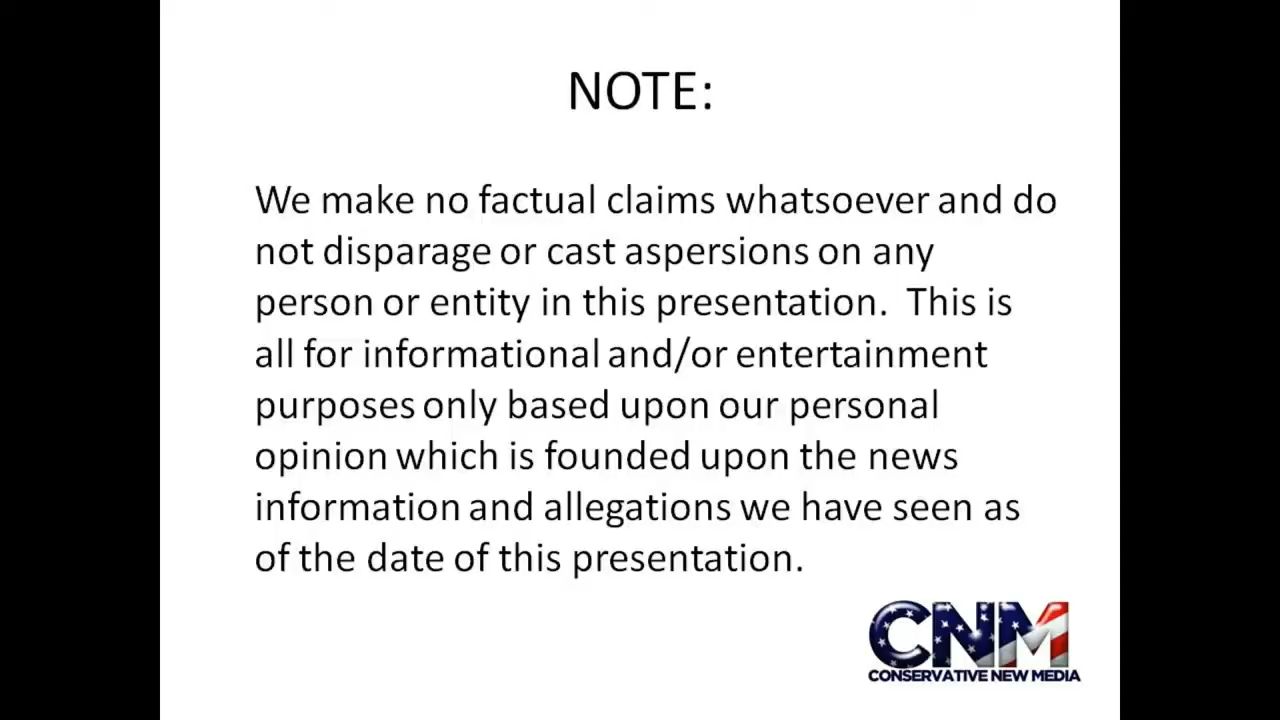 NOTE:
We make no factual claims whatsoever and do
not disparage or cast aspersions on any
person or entity in this presentation.  This is
all for informational and/or entertainment
purposes only based upon our personal
opinion which is founded upon the news
information and allegations we have seen as
of the date of this presentation.
CNM
CONSERVATIVE NEW MEDIA